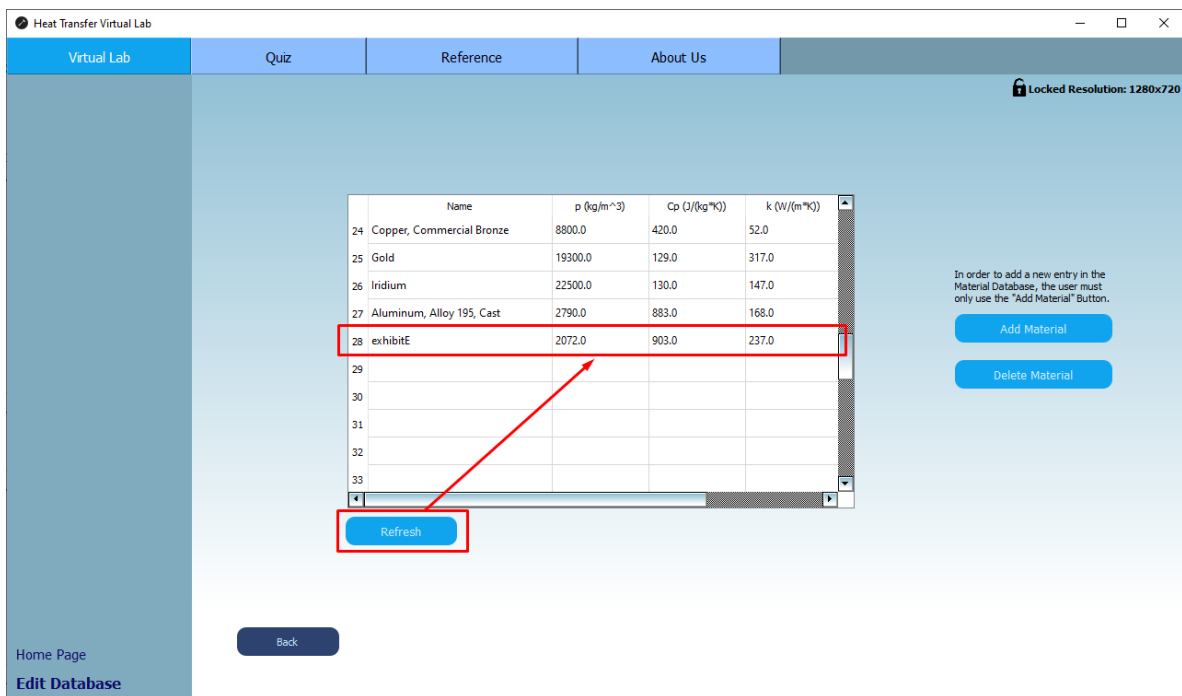 Heat Transfer Virtual Lab
Virtual Lab Quiz Reference About Us
Locked Resolution: 1280x720
Name p (kg/m^3) Cp (J/(kg*K)) k (W/(m*K))
24 Copper, Commercial Bronze 8800.0 420.0 52.0
25 Gold 19300.0 129.0 317.0
26 Iridium 22500.0 130.0 147.0
27 Aluminum, Alloy 195, Cast 2790.0 883.0 168.0
28 exhibitE 2072.0 903.0 237.0
29
30
31
32
33
In order to add a new entry in the
Material Database, the user must
only use the "Add Material" Button.
Add Material
Delete Material
Refresh
Back
Home Page
Edit Database